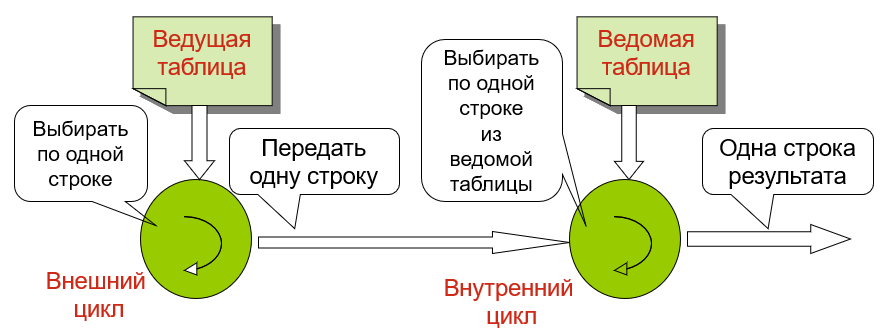 Ведущая
таблица
Выбирать
по одной
строке
Передать
одну строку
Внешний
цикл
Ведомая
таблица
Выбирать
по одной
строке
из
ведомой
таблицы
Одна строка
результата
Внутренний
цикл